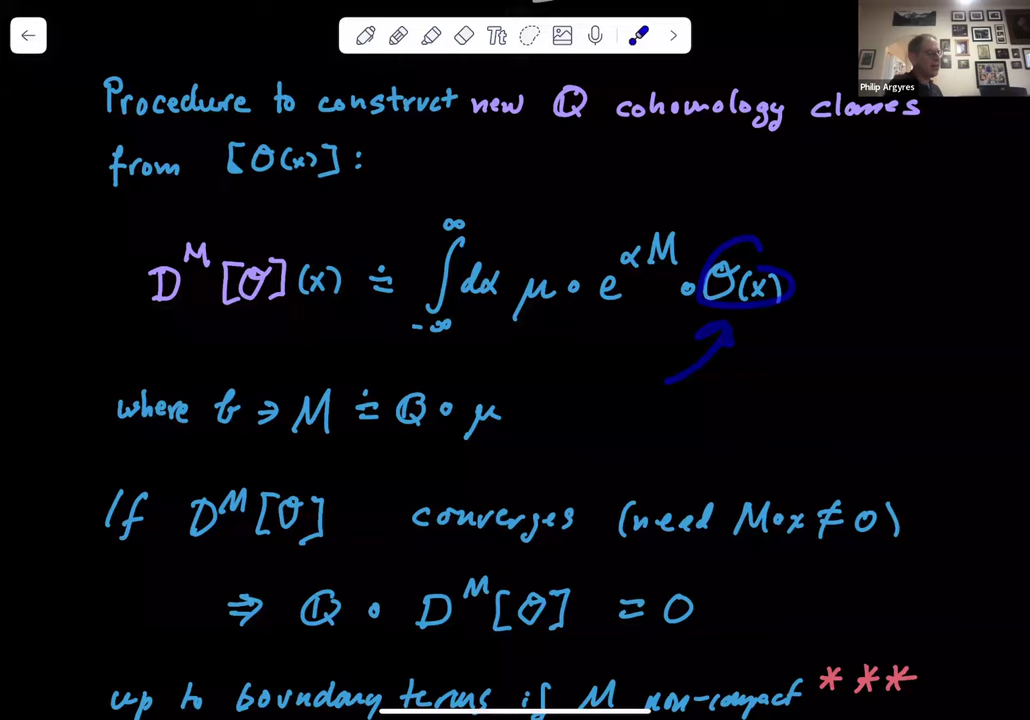 Tt
Philip Argyres
Procedure to construct new Q cohomology classes
from [O(x)] :
D^M [O] (x) ≐ ∫_{-∞}^{∞} dα μ ∘ e^{αM} ∘ O(x)
where b ∋ M ≐ Q ∘ μ
If D^M [O] converges (need M∘x ≠ 0)
⇒ Q ∘ D^M [O] = 0
up to boundary terms if M non-compact ***